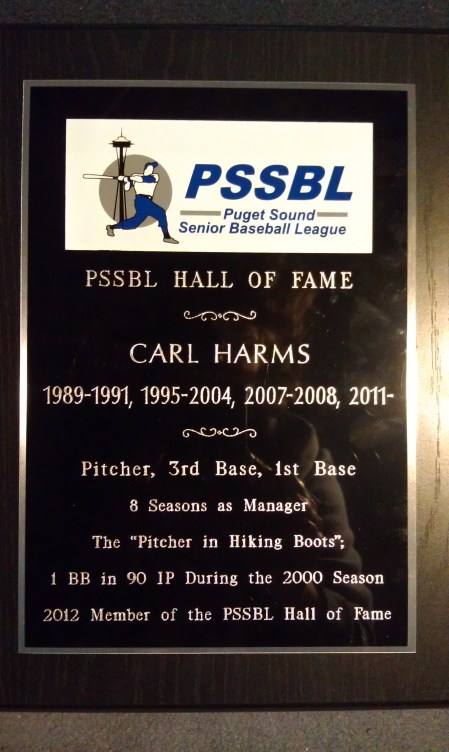 PSSBL
Puget Sound
Senior Baseball League
PSSBL HALL OF FAME
CARL HARMS
1989-1991, 1995-2004, 2007-2008, 2011-
Pitcher, 3rd Base, 1st Base
8 Seasons as Manager
The "Pitcher in Hiking Boots";
1 BB in 90 IP During the 2000 Season
2012 Member of the PSSBL Hall of Fame